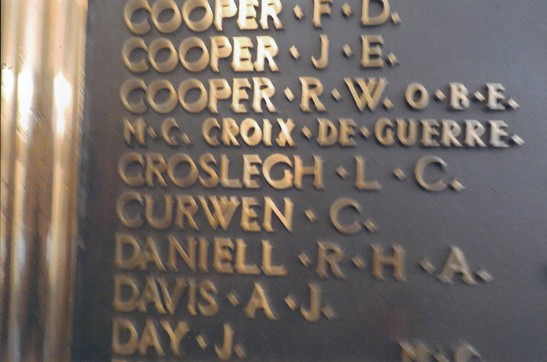 COOPER · F · D.
COOPER · J · E.
COOPER · R · W. O · B · E.
M · C. CROIX · DE · GUERRE.
CROSLEGH · L · C.
CURWEN · C.
DANIELL · R · H · A.
DAVIS · A · J.
DAY · J.